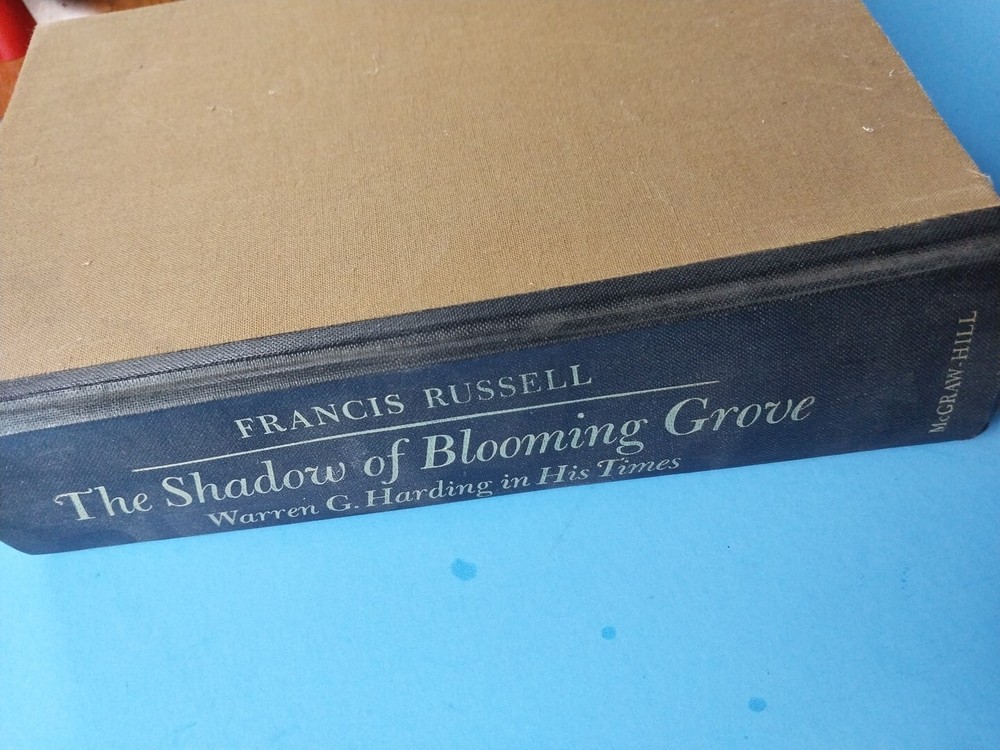 FRANCIS RUSSELL
The Shadow of Blooming Grove
Warren G. Harding in His Times
McGRAW-HILL